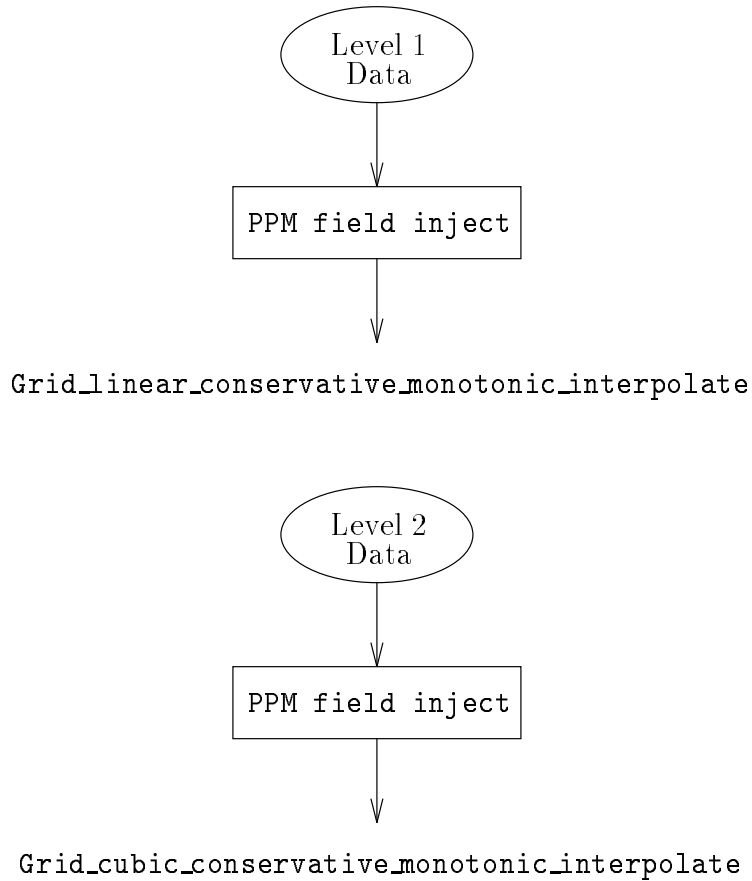 Level 1
Data
PPM field inject
Grid_linear_conservative_monotonic_interpolate
Level 2
Data
PPM field inject
Grid_cubic_conservative_monotonic_interpolate